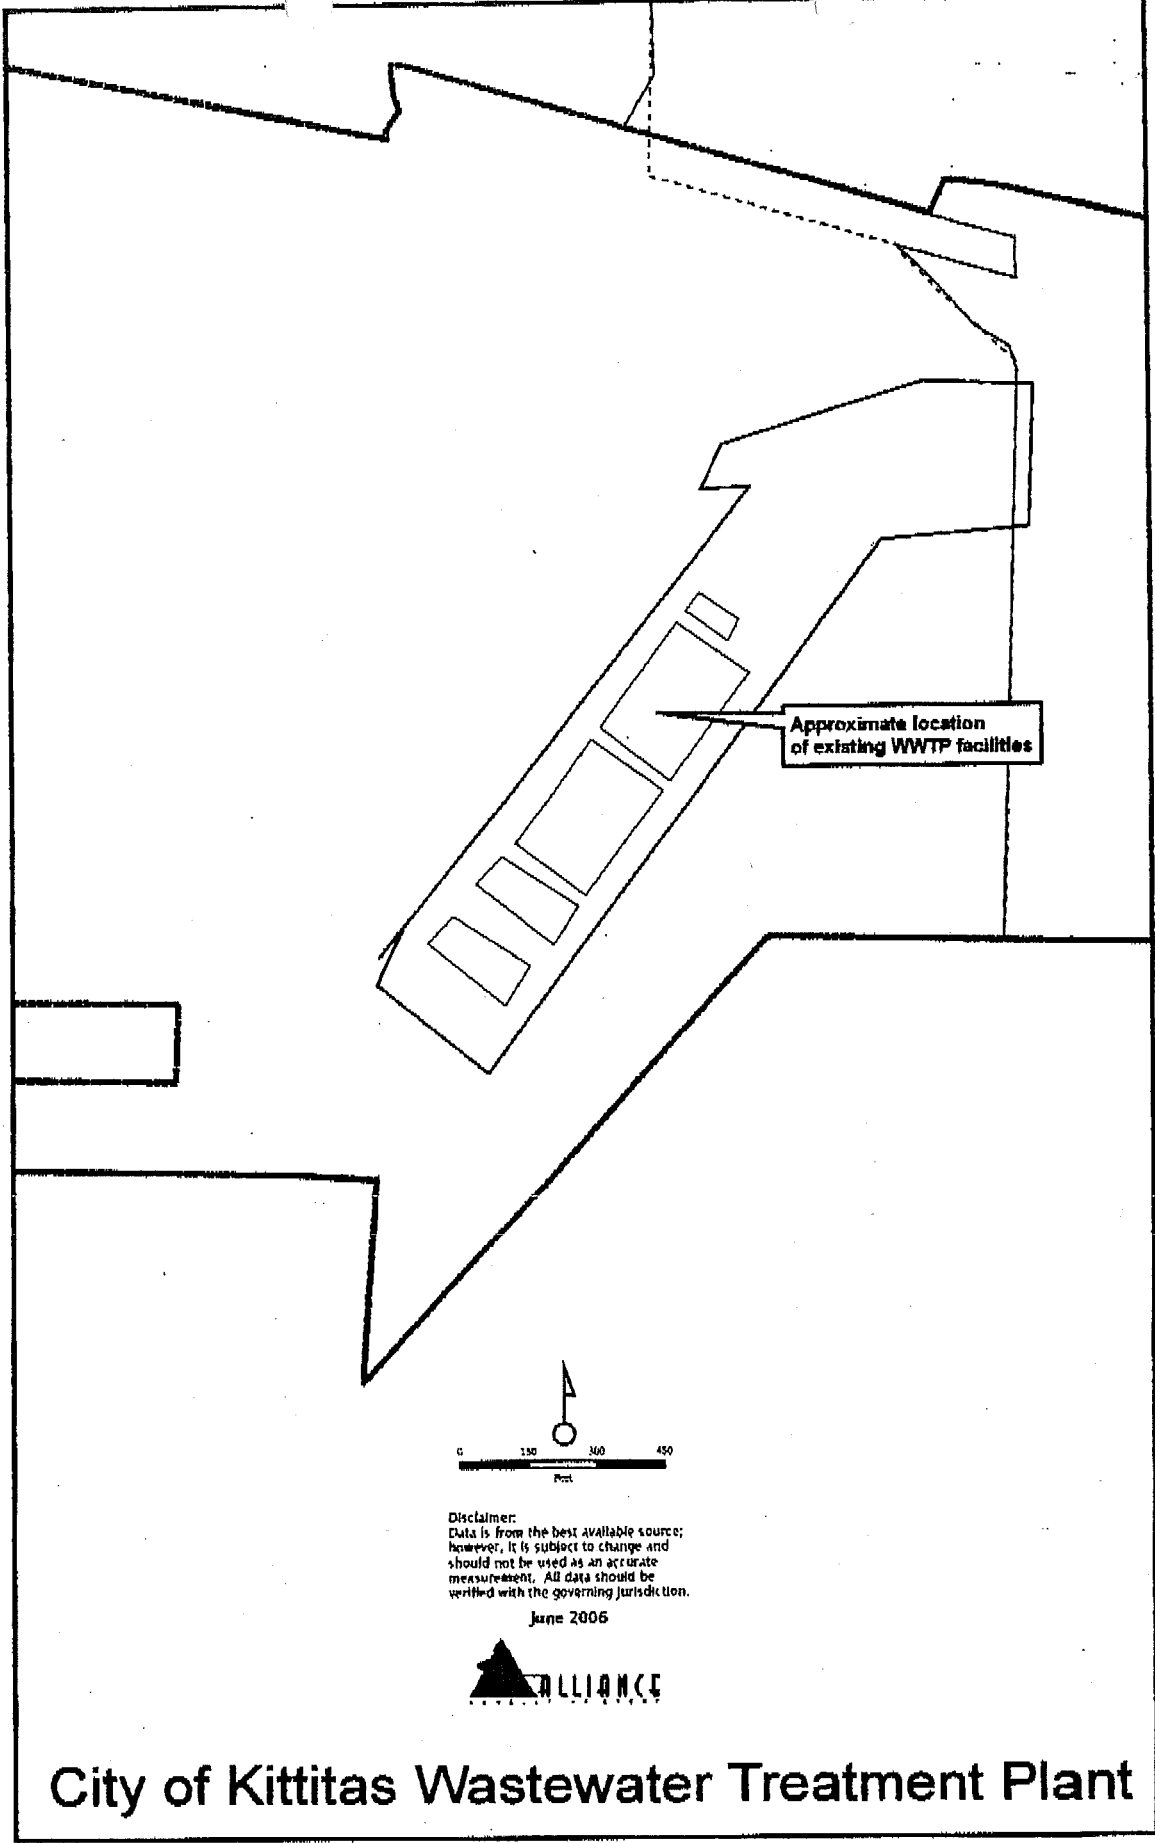 Approximate location
of existing WWTP facilities
0 150 300 450
Feet
Disclaimer:
Data is from the best available source;
however, it is subject to change and
should not be used as an accurate
measurement. All data should be
verified with the governing jurisdiction.
June 2006
ALLIANCE
City of Kittitas Wastewater Treatment Plant